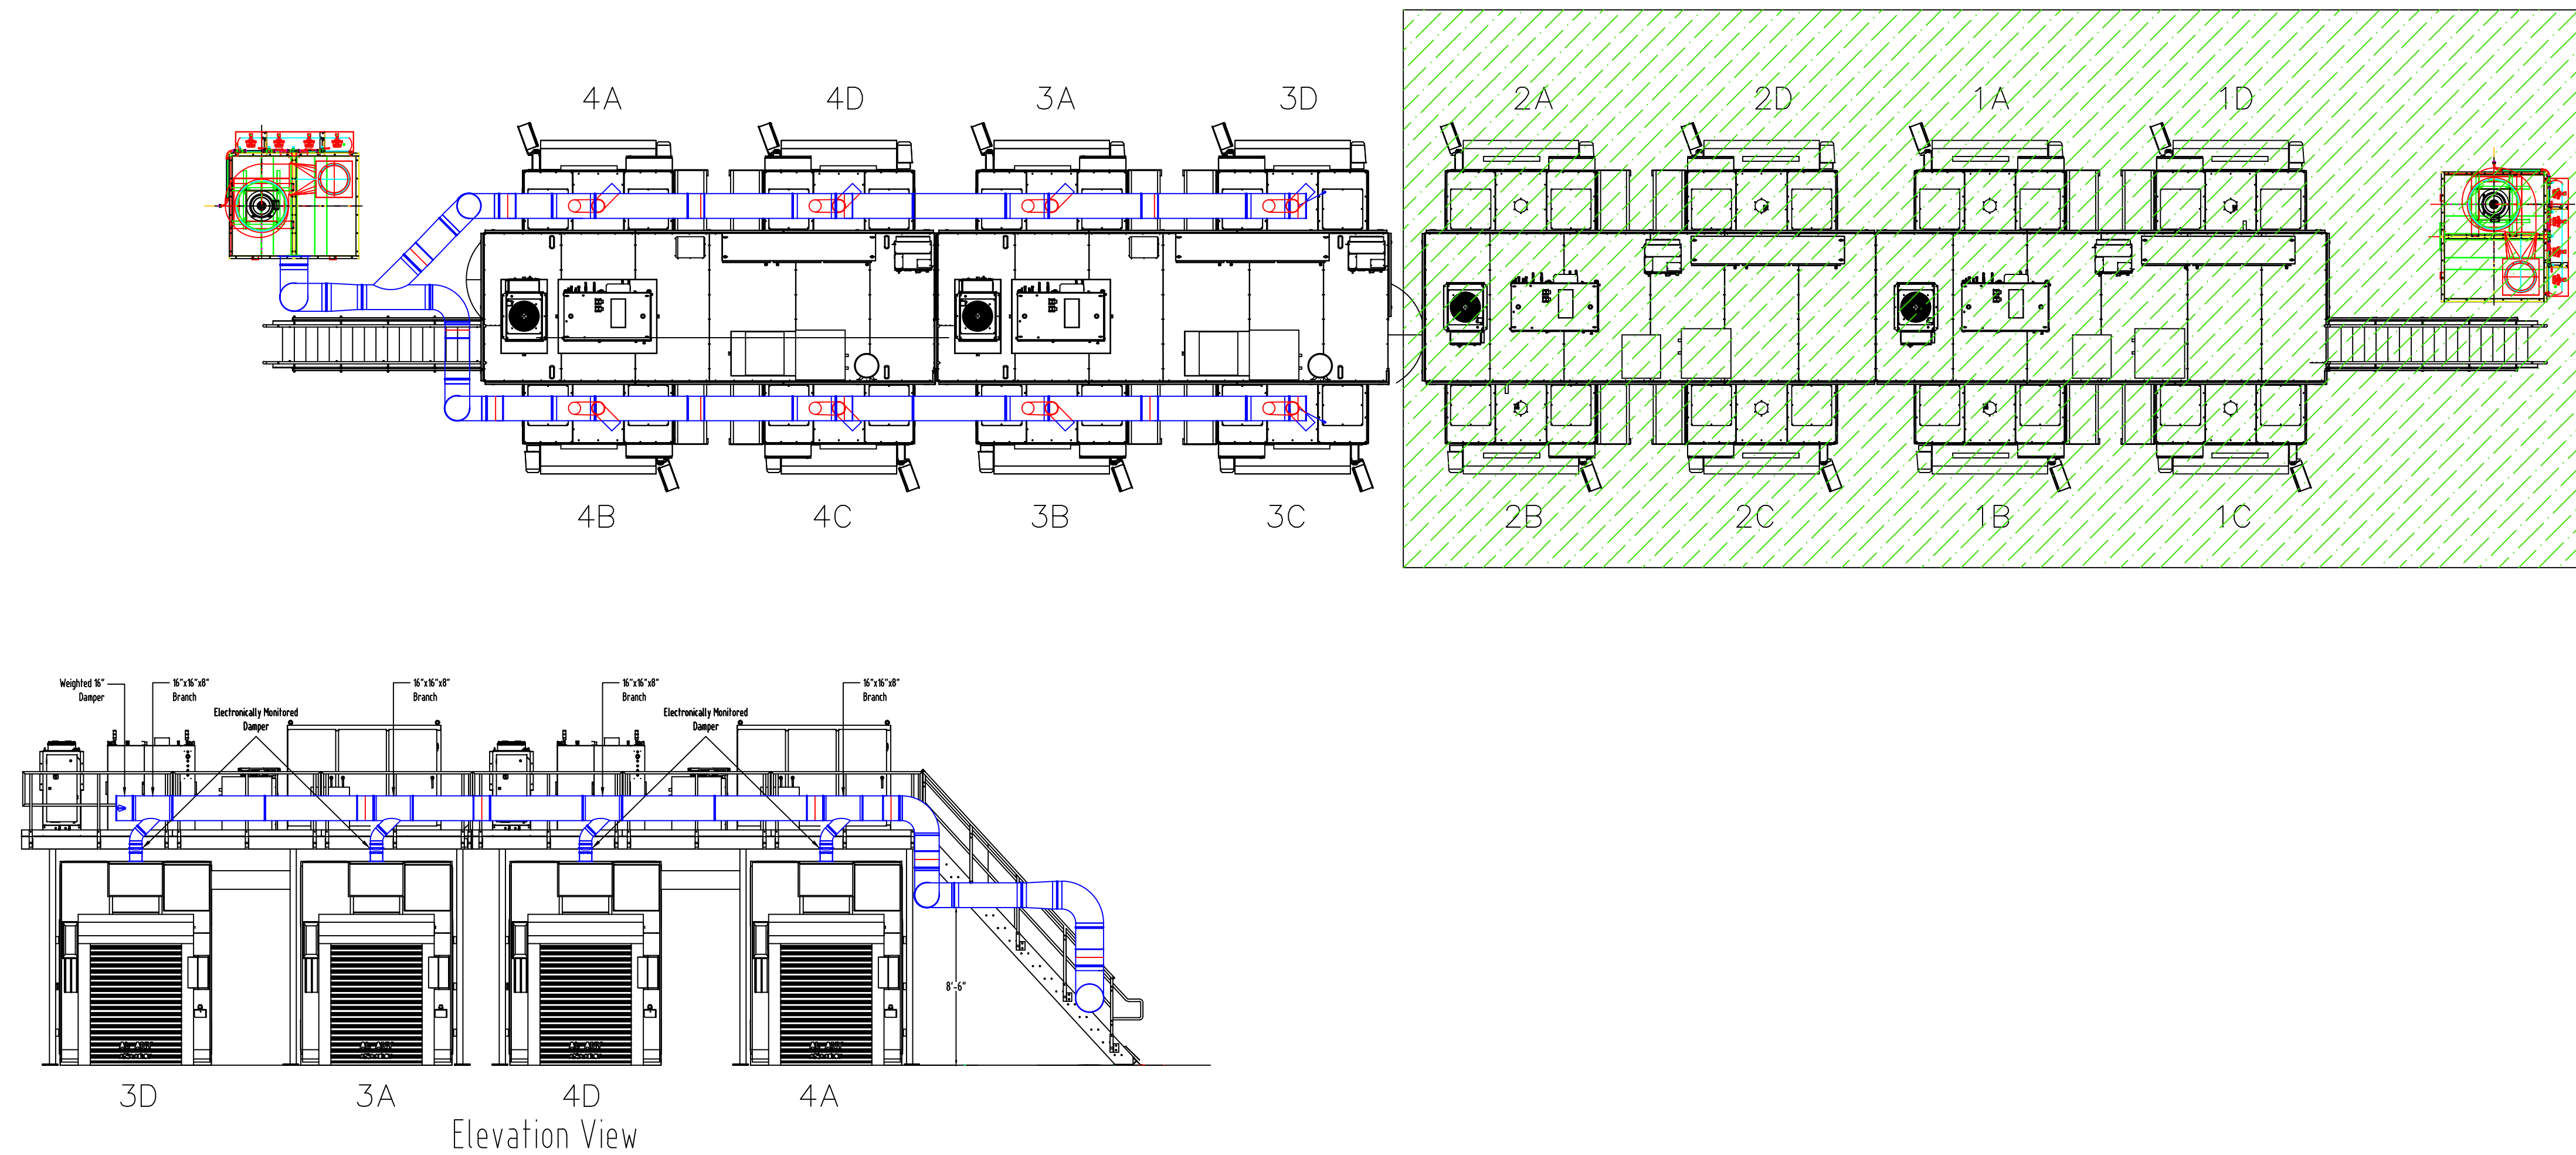 4A 4D 3A 3D 2A 2D 1A 1D
4B 4C 3B 3C 2B 2C 1B 1C
Weighted 16"
Damper
16"x16"x8"
Branch
Electronically Monitored
Damper
16"x16"x8"
Branch
16"x16"x8"
Branch
Electronically Monitored
Damper
16"x16"x8"
Branch
8'-6"
3D 3A 4D 4A
Elevation View